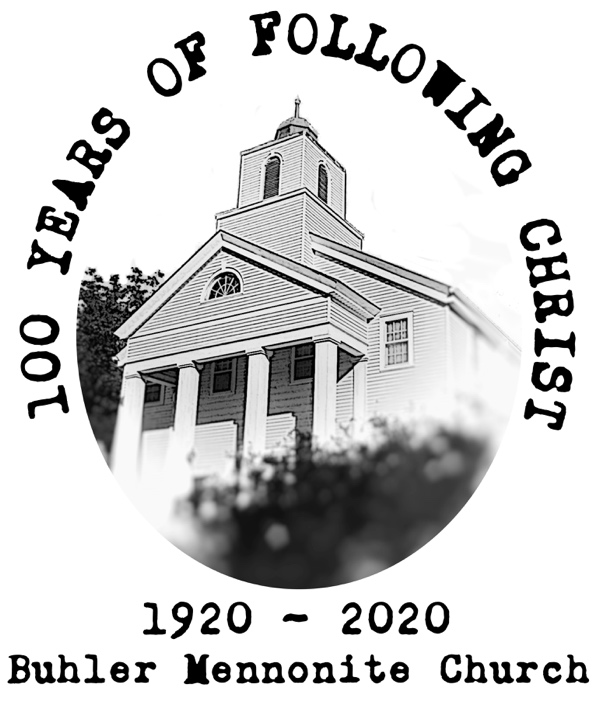 100 YEARS OF FOLLOWING CHRIST
1920 ~ 2020
Buhler Mennonite Church